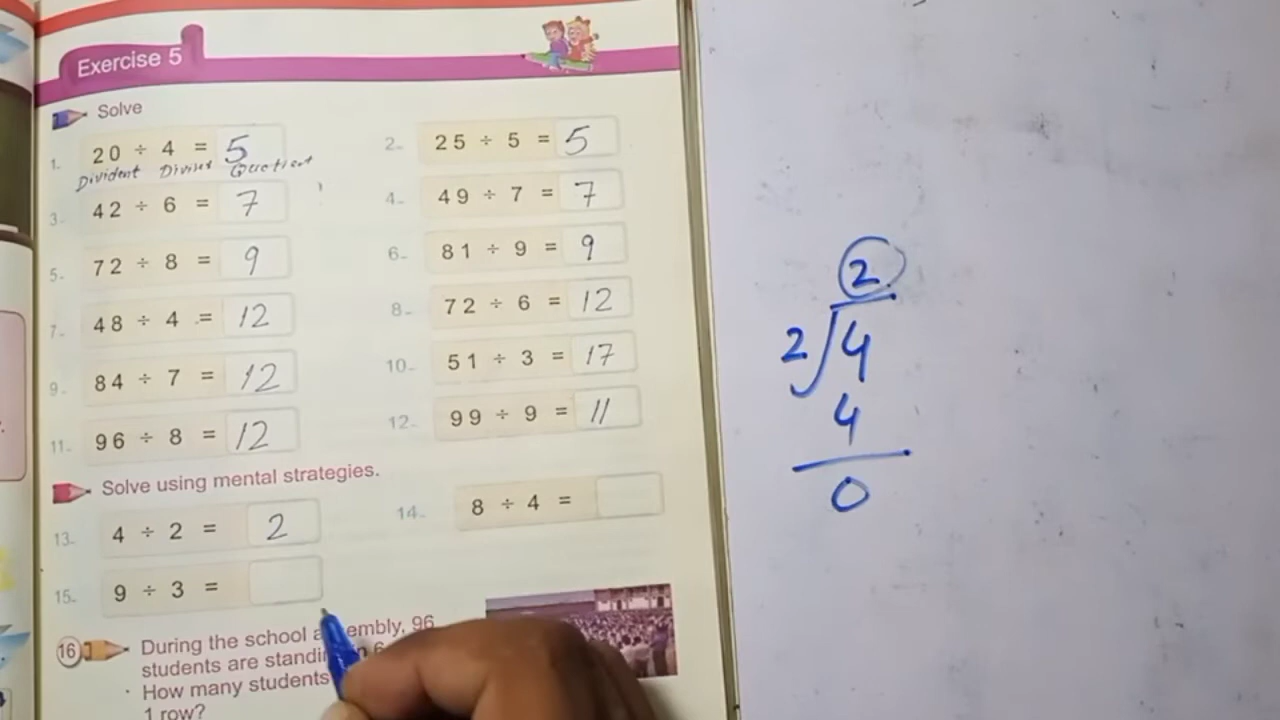 Exercise 5
Solve
1. 20 ÷ 4 = 5
Divident Divisor Quotient
2. 25 ÷ 5 = 5
3. 42 ÷ 6 = 7
4. 49 ÷ 7 = 7
5. 72 ÷ 8 = 9
6. 81 ÷ 9 = 9
7. 48 ÷ 4 = 12
8. 72 ÷ 6 = 12
9. 84 ÷ 7 = 12
10. 51 ÷ 3 = 17
11. 96 ÷ 8 = 12
12. 99 ÷ 9 = 11
Solve using mental strategies.
13. 4 ÷ 2 = 2
14. 8 ÷ 4 =
15. 9 ÷ 3 =
16 During the school assembly, 96
students are standing in 6
How many students
1 row?
2
2 4
4
0